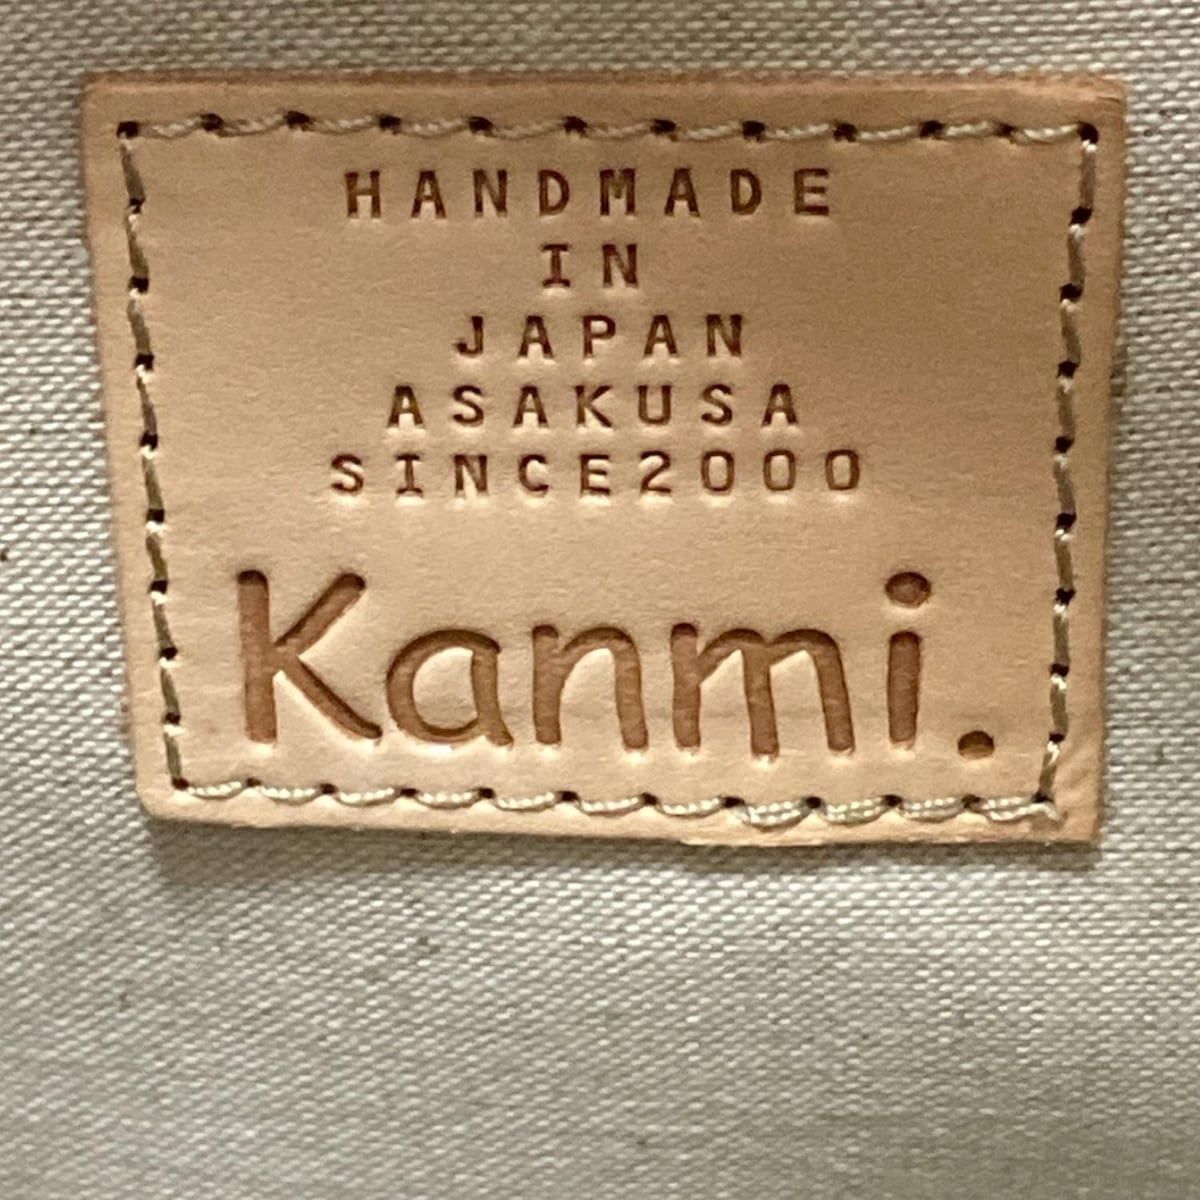 HANDMADE
IN
JAPAN
ASAKUSA
SINCE2000
Kanmi.